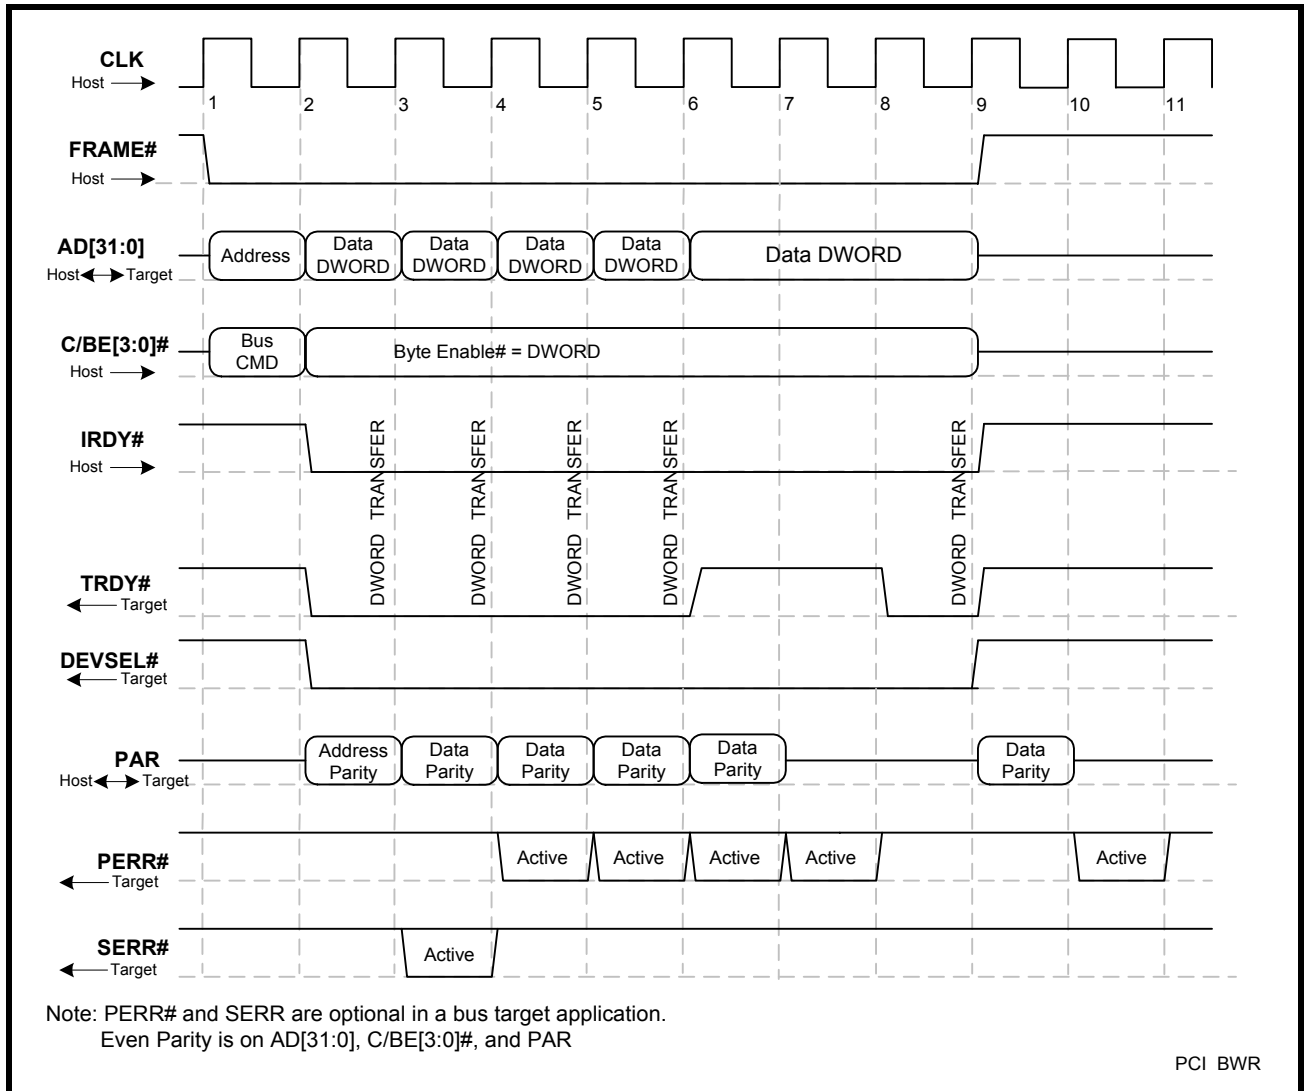 CLK
Host
1 2 3 4 5 6 7 8 9 10 11
FRAME#
Host
AD[31:0]
Host Target
Address
Data
DWORD
Data
DWORD
Data
DWORD
Data
DWORD
Data DWORD
C/BE[3:0]#
Host
Bus
CMD
Byte Enable# = DWORD
IRDY#
Host
DWORD TRANSFER
DWORD TRANSFER
DWORD TRANSFER
DWORD TRANSFER
DWORD TRANSFER
TRDY#
Target
DEVSEL#
Target
PAR
Host Target
Address
Parity
Data
Parity
Data
Parity
Data
Parity
Data
Parity
Data
Parity
PERR#
Target
Active Active Active Active Active
SERR#
Target
Active
Note: PERR# and SERR are optional in a bus target application.
Even Parity is on AD[31:0], C/BE[3:0]#, and PAR
PCI BWR